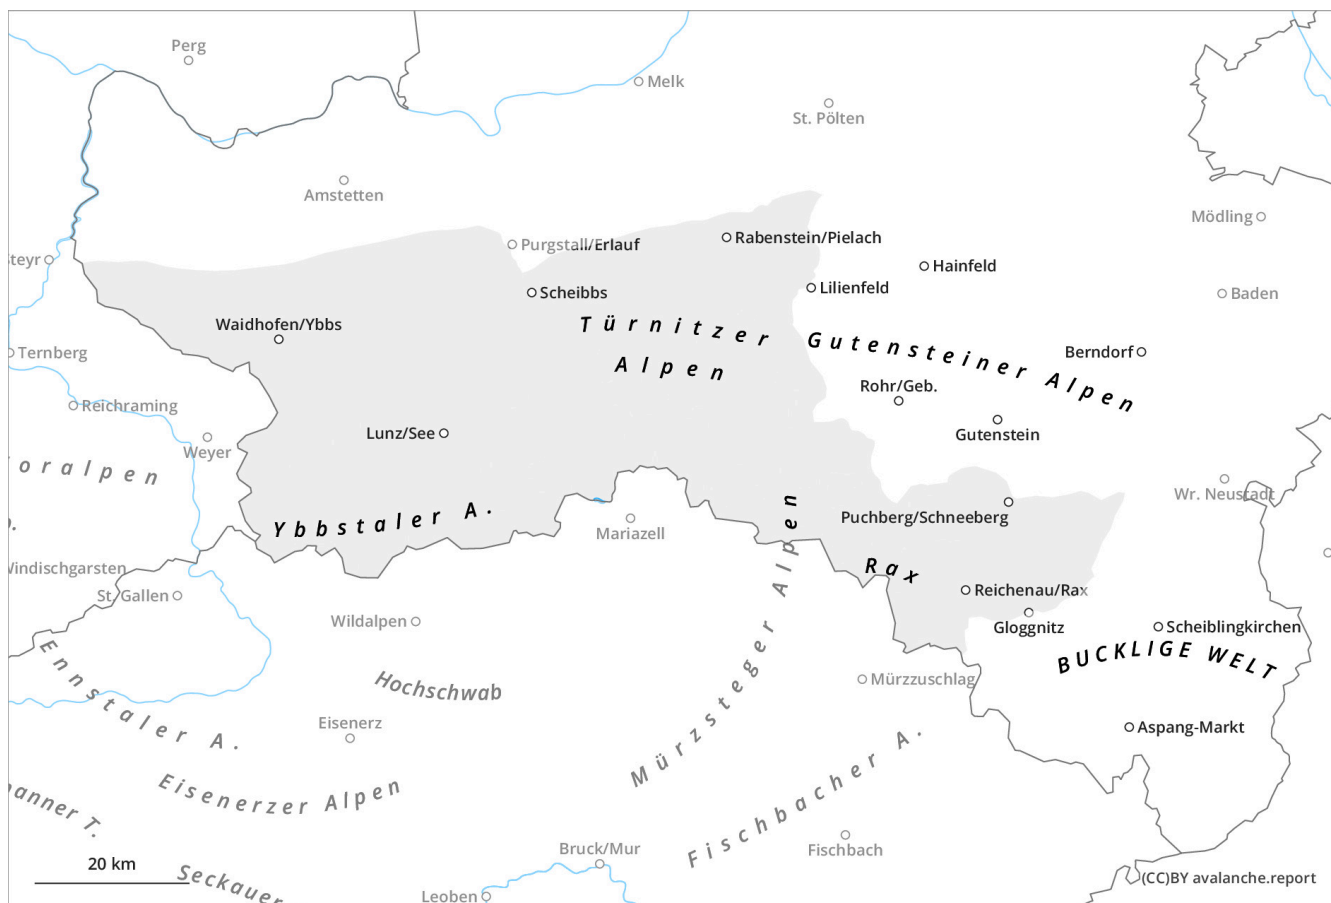 Perg
Melk
St. Pölten
Amstetten
Mödling
Rabenstein/Pielach
Purgstall/Erlauf
steyr
Hainfeld
Lilienfeld
Scheibbs
Baden
Waidhofen/Ybbs
Türnitzer
Alpen
Gutensteiner Alpen
Ternberg
Berndorf
Rohr/Geb.
Reichraming
Gutenstein
Lunz/See
Weyer
oralpen
Wr. Neustadt
Ybbstaler A.
Puchberg/Schneeberg
Mariazell
Windischgarsten
Rax
Reichenau/Rax
St. Gallen
Wildalpen
Gloggnitz
Scheiblingkirchen
BUCKLIGE WELT
Ennstaler A.
Hochschwab
Mürzsteger Alpen
Mürzzuschlag
Eisenerz
Aspang-Markt
Eisenerzer Alpen
Fischbacher A.
anner T.
Bruck/Mur
Fischbach
20 km
Seckauer
Leoben
(CC)BY avalanche.report